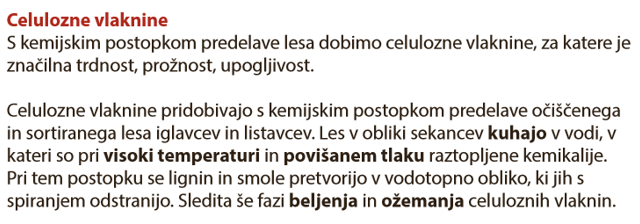 Celulozne vlaknine
S kemijskim postopkom predelave lesa dobimo celulozne vlaknine, za katere je
značilna trdnost, prožnost, upogljivost.
Celulozne vlaknine pridobivajo s kemijskim postopkom predelave očiščenega
in sortiranega lesa iglavcev in listavcev. Les v obliki sekancev kuhajo v vodi, v
kateri so pri visoki temperaturi in povišanem tlaku raztopljene kemikalije.
Pri tem postopku se lignin in smole pretvorijo v vodotopno obliko, ki jih s
spiranjem odstranijo. Sledita še fazi beljenja in ožemanja celuloznih vlaknin.